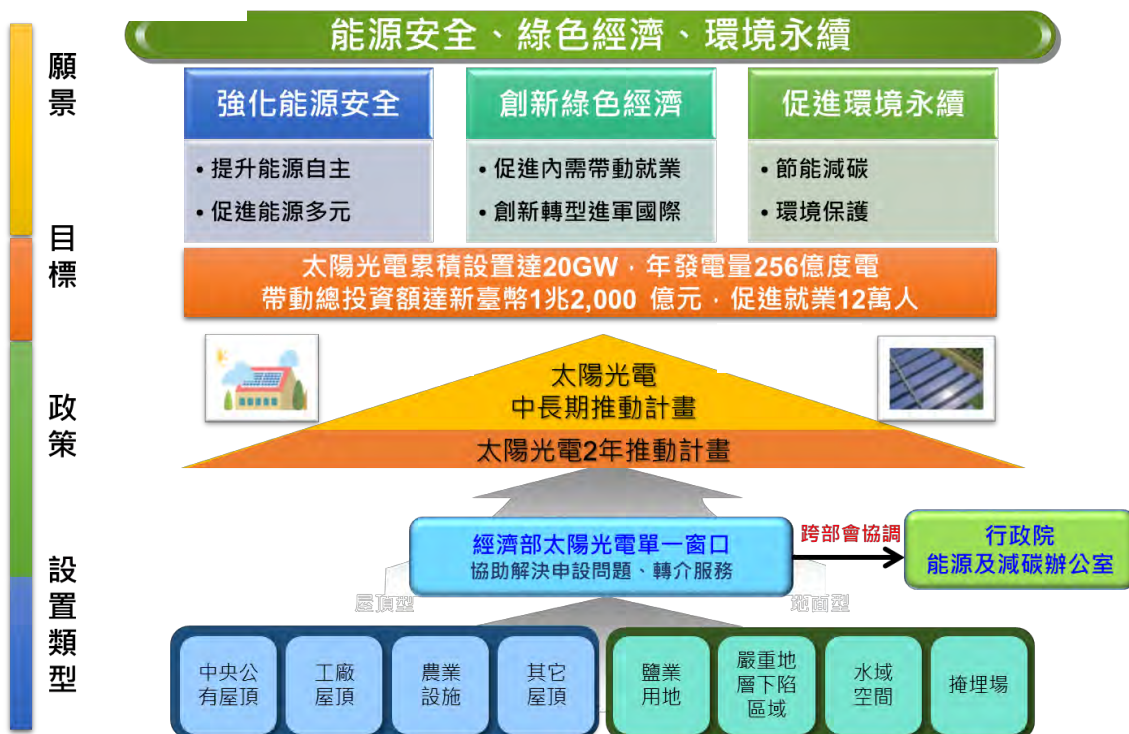 能源安全、綠色經濟、環境永續
願景
強化能源安全
創新綠色經濟
促進環境永續
• 提升能源自主
• 促進能源多元
• 促進內需帶動就業
• 創新轉型進軍國際
• 節能減碳
• 環境保護
目標
太陽光電累積設置達20GW，年發電量256億度電
帶動總投資額達新臺幣1兆2,000 億元，促進就業12萬人
政策
太陽光電
中長期推動計畫
太陽光電2年推動計畫
經濟部太陽光電單一窗口
協助解決申設問題、轉介服務
跨部會協調
行政院
能源及減碳辦公室
設置類型
屋頂型
地面型
中央公
有屋頂
工廠
屋頂
農業
設施
其它
屋頂
鹽業
用地
嚴重地
層下陷
區域
水域
空間
掩埋場